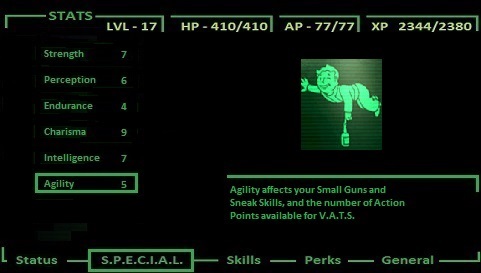 STATS
LVL - 17 HP - 410/410 AP - 77/77 XP 2344/2380
Strength 7
Perception 6
Endurance 4
Charisma 9
Intelligence 7
Agility 5
Agility affects your Small Guns and
Sneak Skills, and the number of Action
Points available for V.A.T.S.
Status S.P.E.C.I.A.L. Skills Perks General